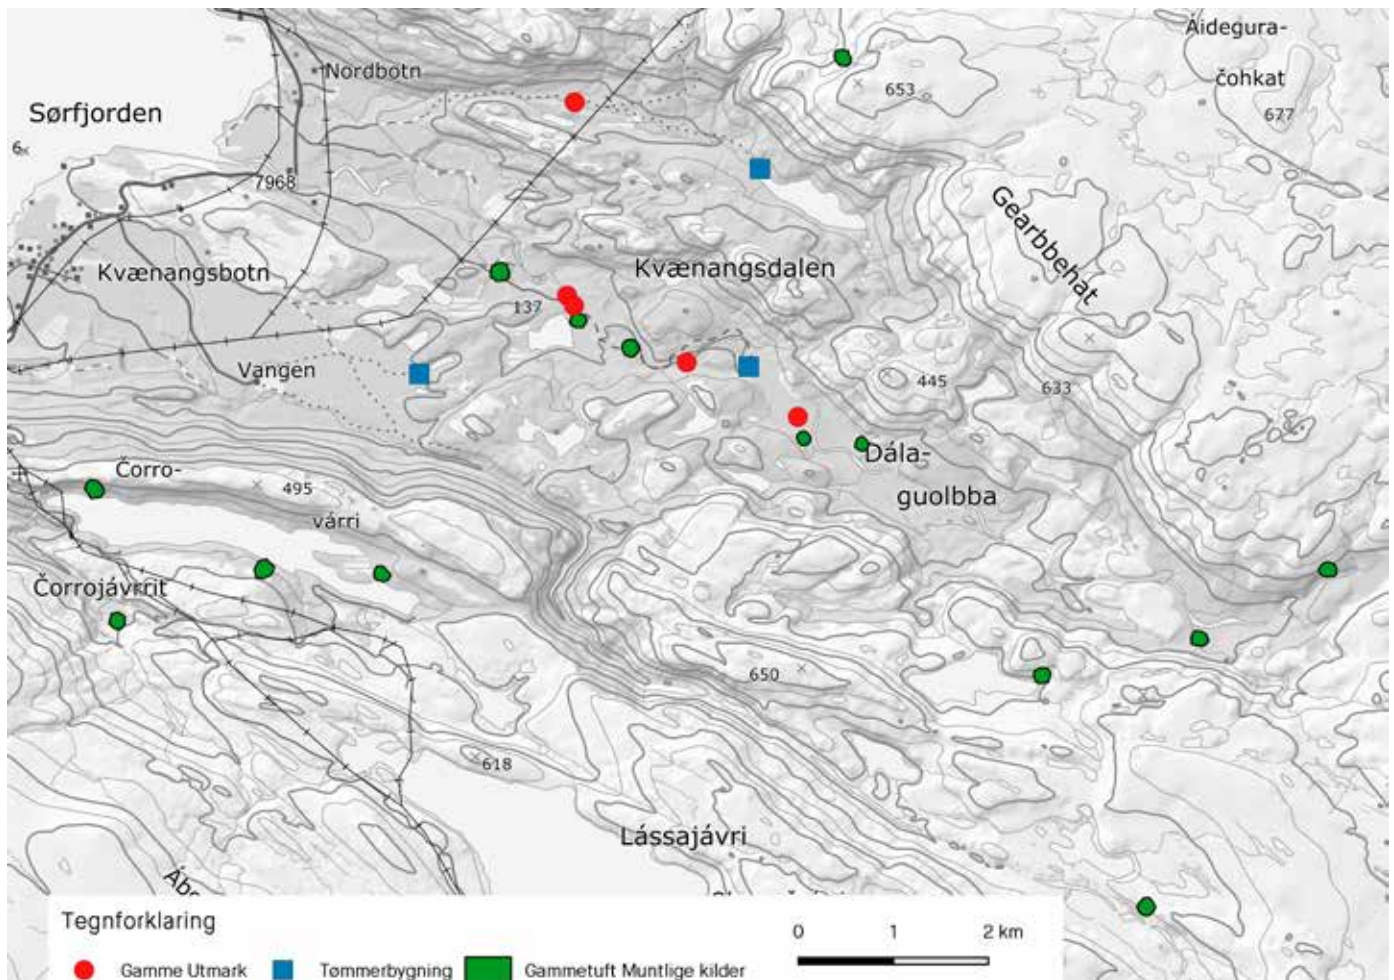 Áidegura-
čohkat
677
653
Nordbotn
Sørfjorden
6
7968
Gearbbehat
Kvænangsbotn
Kvænangsdalen
137
Vangen
445
633
Dála-
guolbba
Čorro-
várri
495
Čorrojávrrit
650
618
Lássajávri
Tegnforklaring
0 1 2 km
Gamme Utmark Tømmerbygning Gammetuft Muntlige kilder